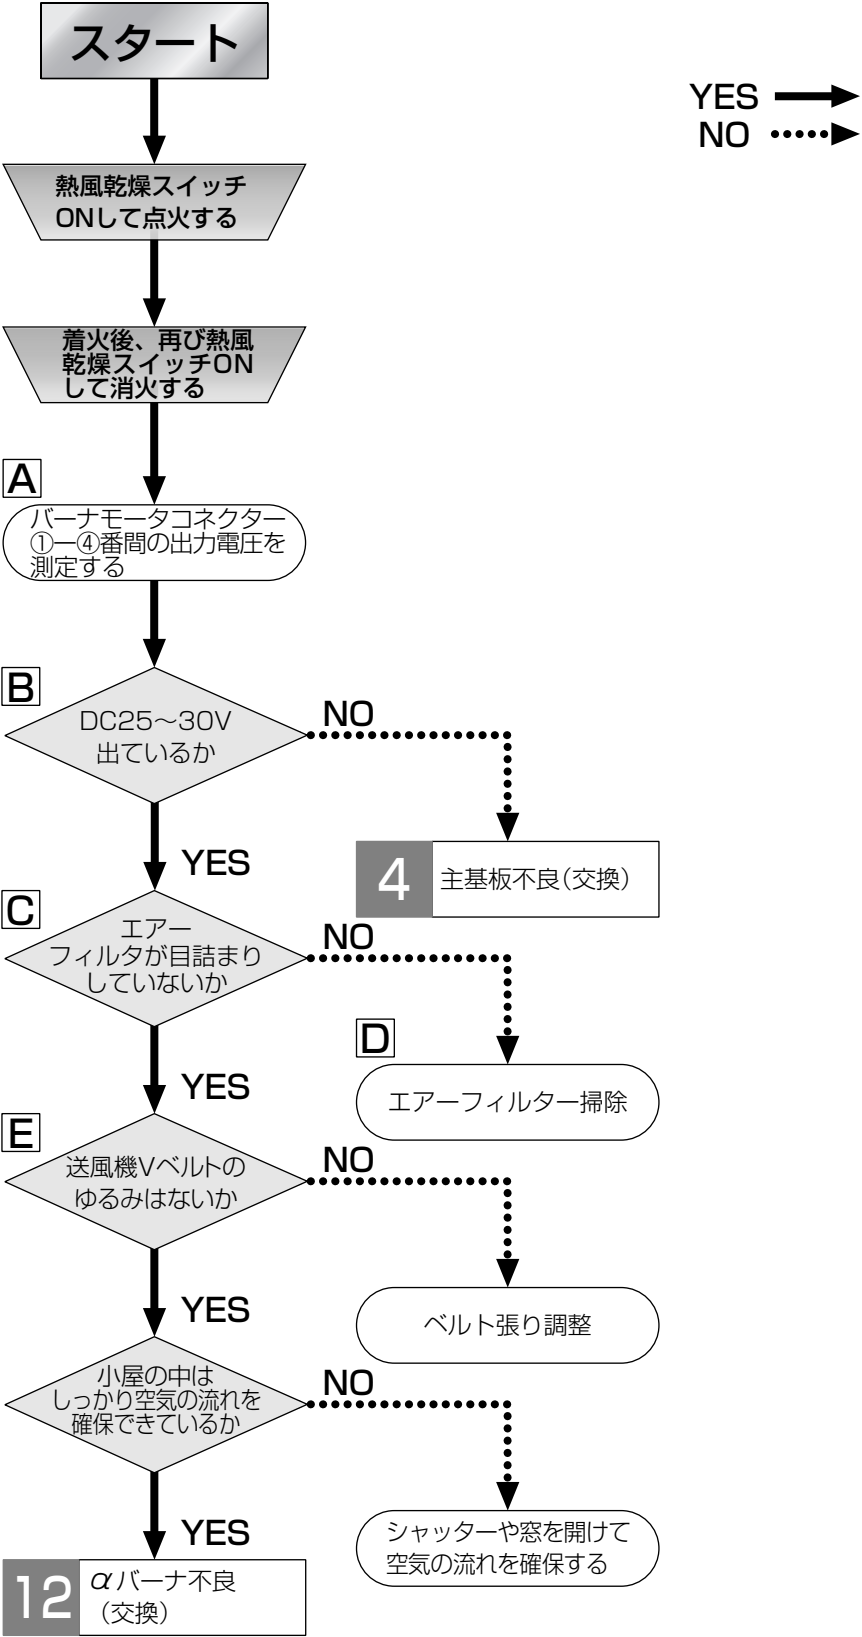 スタート
YES
NO
熱風乾燥スイッチ
ONして点火する
着火後、再び熱風
乾燥スイッチON
して消火する
A
バーナモータコネクター
①ー④番間の出力電圧を
測定する
B
DC25〜30V
出ているか
NO
YES
4
主基板不良(交換)
C
エアー
フィルタが目詰まり
していないか
NO
YES
D
エアーフィルター掃除
E
送風機Vベルトの
ゆるみはないか
NO
YES
ベルト張り調整
小屋の中は
しっかり空気の流れを
確保できているか
NO
YES
シャッターや窓を開けて
空気の流れを確保する
12
αバーナ不良
(交換)